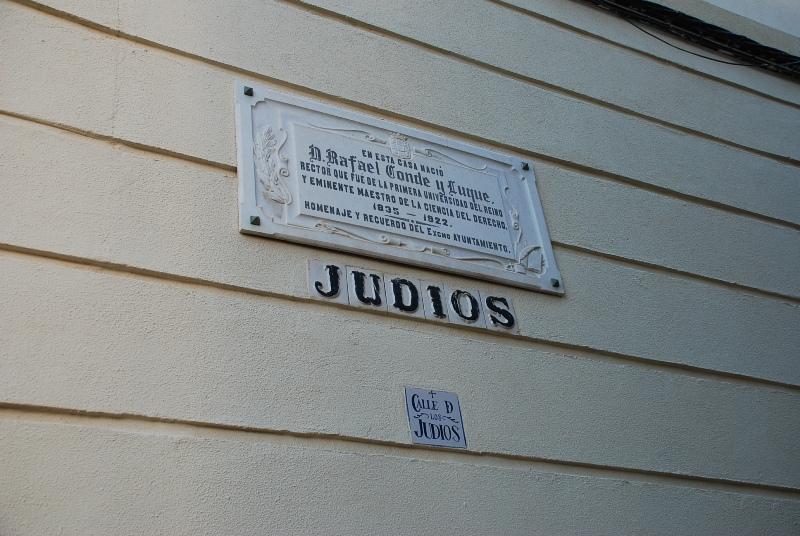 EN ESTA CASA NACIÓ
D. Rafael Conde y Luque.
RECTOR QUE FUE DE LA PRIMERA UNIVERSIDAD DEL REINO
Y EMINENTE MAESTRO DE LA CIENCIA DEL DERECHO.
1835 — 1922.
HOMENAJE Y RECUERDO DEL EXCMO AYUNTAMIENTO.
JUDIOS
CALLE D
LOS
JUDIOS